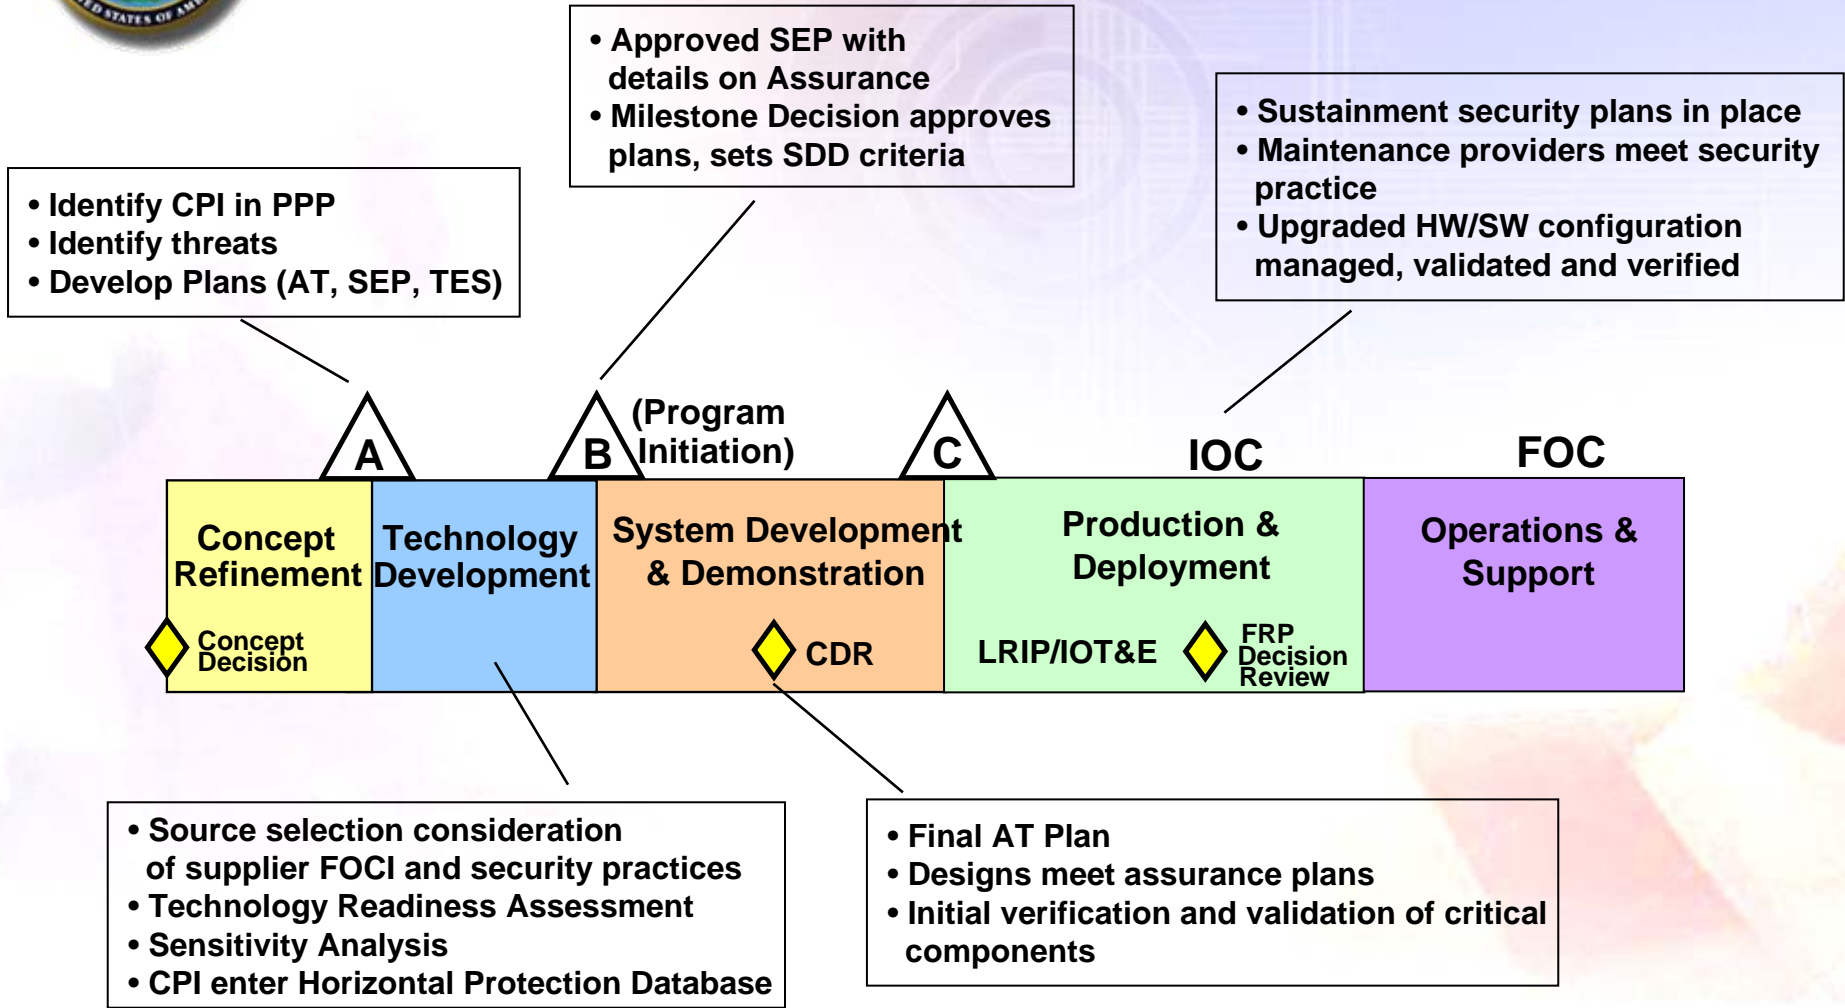 UNITED STATES OF AMERICA
• Approved SEP with
details on Assurance
• Milestone Decision approves
plans, sets SDD criteria
• Sustainment security plans in place
• Maintenance providers meet security
practice
• Upgraded HW/SW configuration
managed, validated and verified
• Identify CPI in PPP
• Identify threats
• Develop Plans (AT, SEP, TES)
A
B
(Program
Initiation)
C
IOC
FOC
Concept
Refinement
Technology
Development
System Development
& Demonstration
Production &
Deployment
Operations &
Support
Concept
Decision
CDR
LRIP/IOT&E
FRP
Decision
Review
• Source selection consideration
of supplier FOCI and security practices
• Technology Readiness Assessment
• Sensitivity Analysis
• CPI enter Horizontal Protection Database
• Final AT Plan
• Designs meet assurance plans
• Initial verification and validation of critical
components